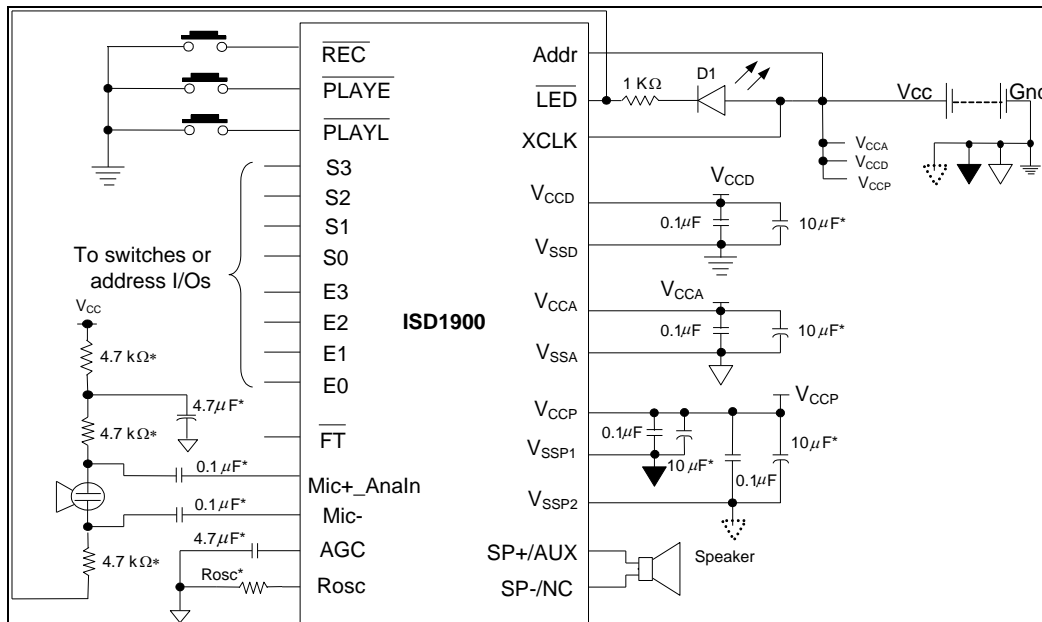 REC
PLAYE
PLAYL
S3
S2
S1
S0
E3
E2
E1
E0
FT
Mic+_AnaIn
Mic-
AGC
Rosc
To switches or
address I/Os
VCC
4.7 kΩ*
4.7 kΩ*
4.7 kΩ*
4.7μF*
0.1μF*
0.1μF*
4.7μF*
Rosc*
ISD1900
Addr
LED
XCLK
VCCD
VSSD
VCCA
VSSA
VCCP
VSSP1
VSSP2
SP+/AUX
SP-/NC
1 KΩ
D1
Vcc
Gnd
VCCA
VCCD
VCCP
VCCD
0.1μF
10μF*
VCCA
0.1μF
10μF*
VCCP
0.1μF
10μF*
0.1μF
10μF*
Speaker